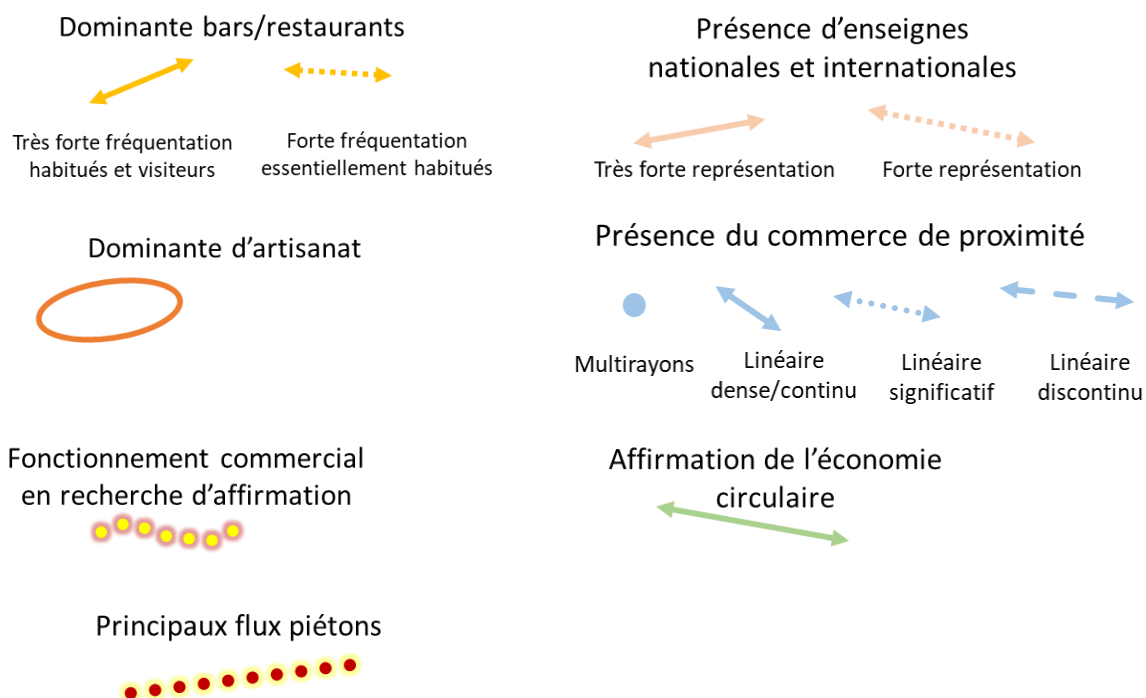 Dominante bars/restaurants
Très forte fréquentation
habitués et visiteurs
Forte fréquentation
essentiellement habitués
Présence d’enseignes
nationales et internationales
Très forte représentation
Forte représentation
Dominante d’artisanat
Présence du commerce de proximité
Multirayons
Linéaire
dense/continu
Linéaire
significatif
Linéaire
discontinu
Fonctionnement commercial
en recherche d’affirmation
Affirmation de l’économie
circulaire
Principaux flux piétons